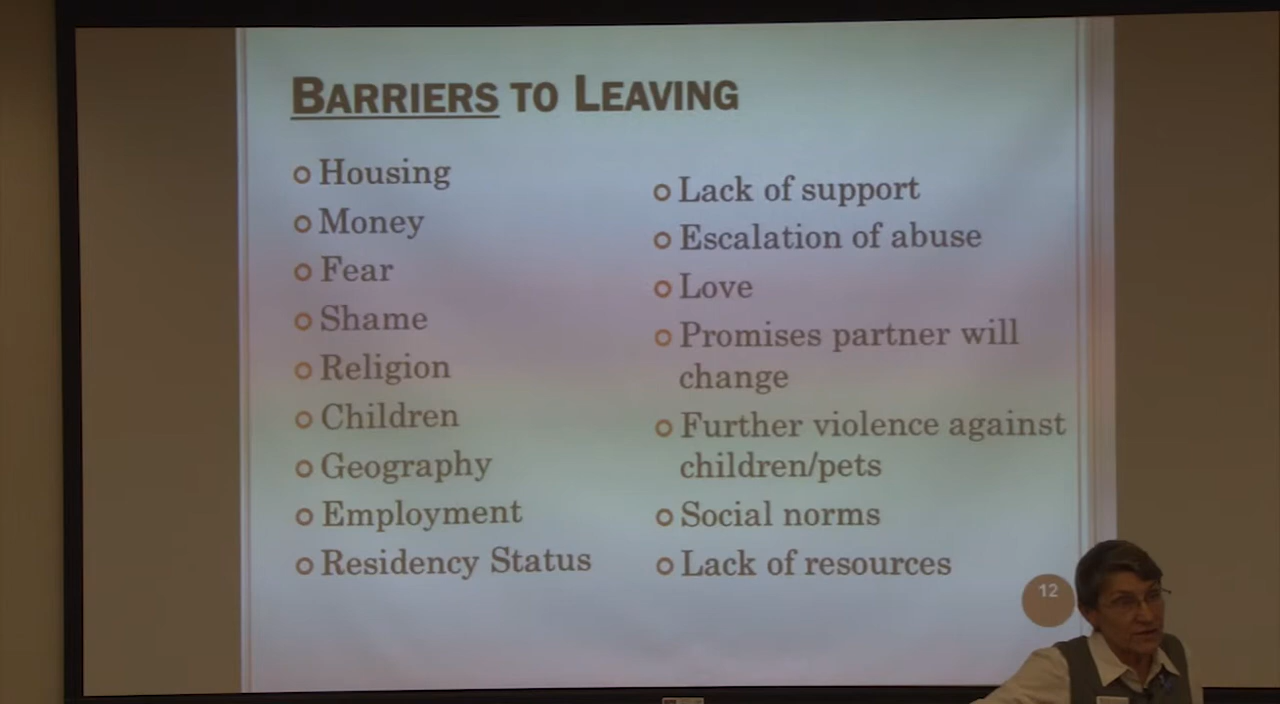 BARRIERS TO LEAVING
Housing
Money
Fear
Shame
Religion
Children
Geography
Employment
Residency Status
Lack of support
Escalation of abuse
Love
Promises partner will
change
Further violence against
children/pets
Social norms
Lack of resources
12